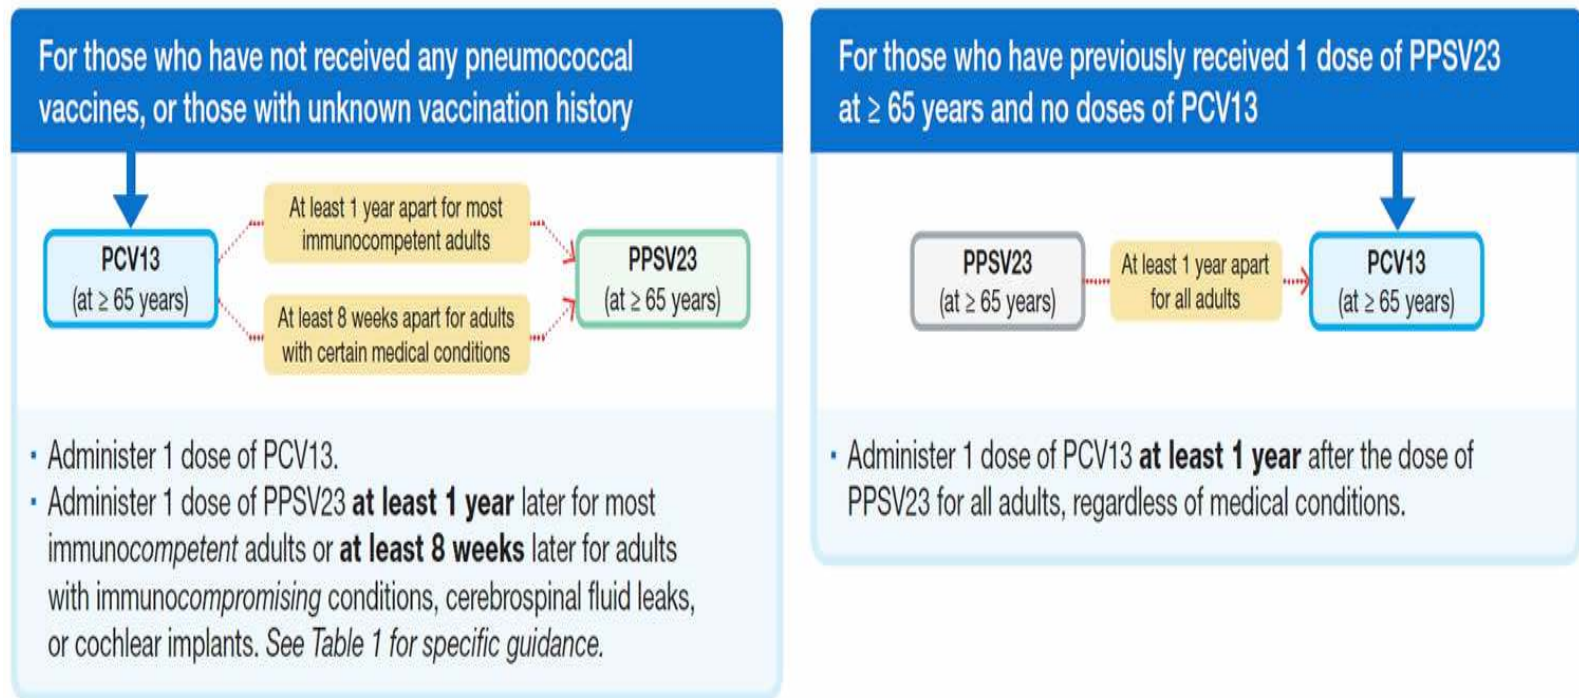 For those who have not received any pneumococcal
vaccines, or those with unknown vaccination history
PCV13
(at ≥ 65 years)
At least 1 year apart for most
immunocompetent adults
At least 8 weeks apart for adults
with certain medical conditions
PPSV23
(at ≥ 65 years)
· Administer 1 dose of PCV13.
· Administer 1 dose of PPSV23 at least 1 year later for most
immunocompetent adults or at least 8 weeks later for adults
with immunocompromising conditions, cerebrospinal fluid leaks,
or cochlear implants. See Table 1 for specific guidance.
For those who have previously received 1 dose of PPSV23
at ≥ 65 years and no doses of PCV13
PPSV23
(at ≥ 65 years)
At least 1 year apart
for all adults
PCV13
(at ≥ 65 years)
· Administer 1 dose of PCV13 at least 1 year after the dose of
PPSV23 for all adults, regardless of medical conditions.